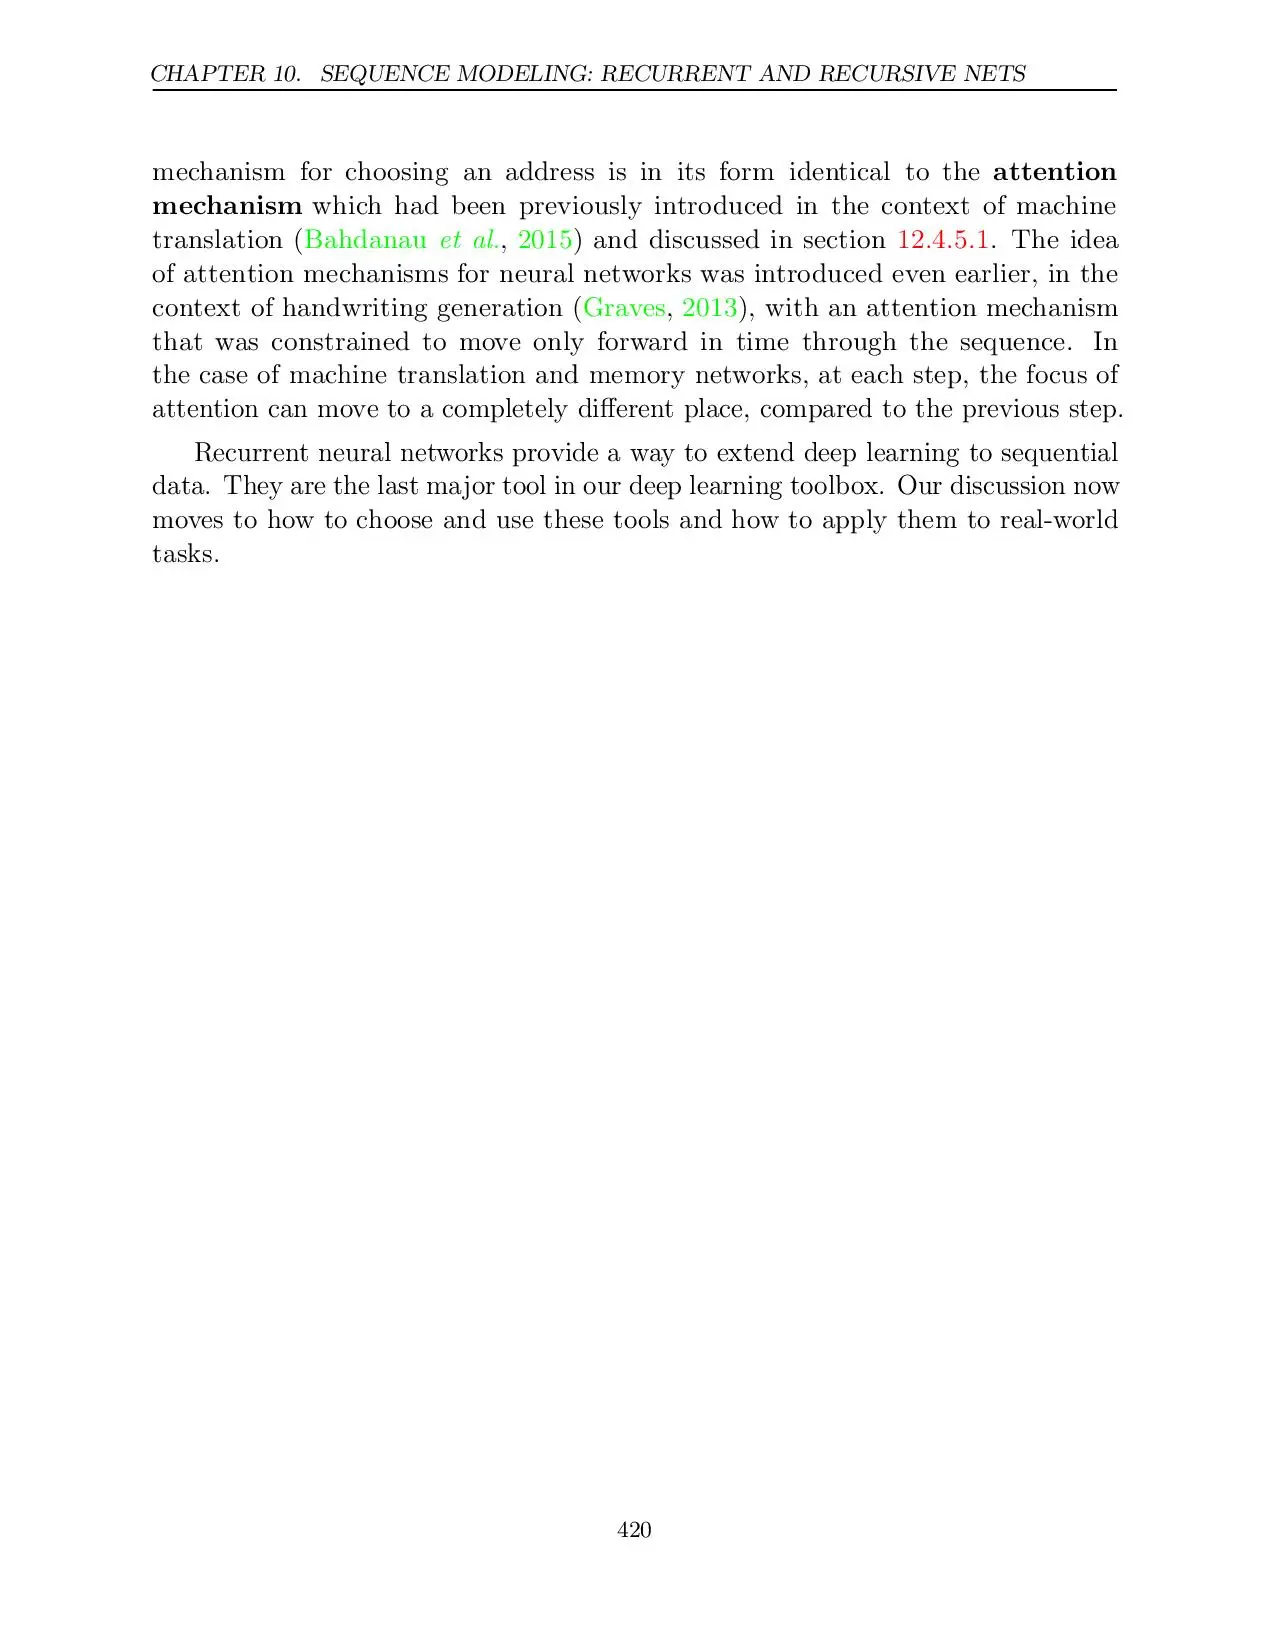 CHAPTER 10. SEQUENCE MODELING: RECURRENT AND RECURSIVE NETS
mechanism for choosing an address is in its form identical to the attention
mechanism which had been previously introduced in the context of machine
translation (Bahdanau et al., 2015) and discussed in section 12.4.5.1. The idea
of attention mechanisms for neural networks was introduced even earlier, in the
context of handwriting generation (Graves, 2013), with an attention mechanism
that was constrained to move only forward in time through the sequence. In
the case of machine translation and memory networks, at each step, the focus of
attention can move to a completely different place, compared to the previous step.
Recurrent neural networks provide a way to extend deep learning to sequential
data. They are the last major tool in our deep learning toolbox. Our discussion now
moves to how to choose and use these tools and how to apply them to real-world
tasks.
420